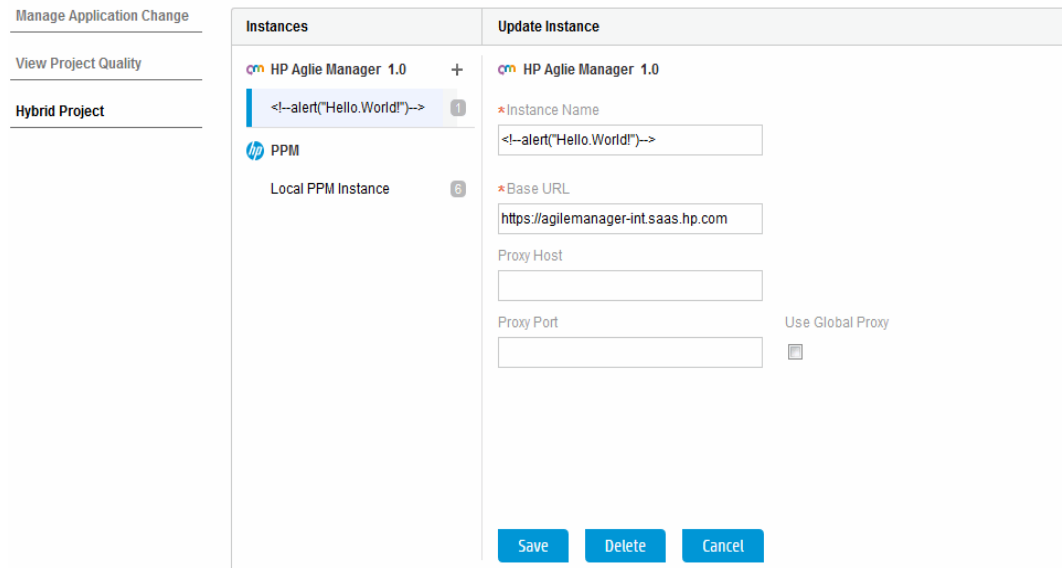 Manage Application Change
View Project Quality
Hybrid Project
Instances
HP Aglie Manager 1.0 +
<!--alert("Hello.World!")--> 1
hp PPM
Local PPM Instance 6
Update Instance
HP Aglie Manager 1.0
*Instance Name
<!--alert("Hello.World!")-->
*Base URL
https://agilemanager-int.saas.hp.com
Proxy Host
Proxy Port Use Global Proxy
Save Delete Cancel